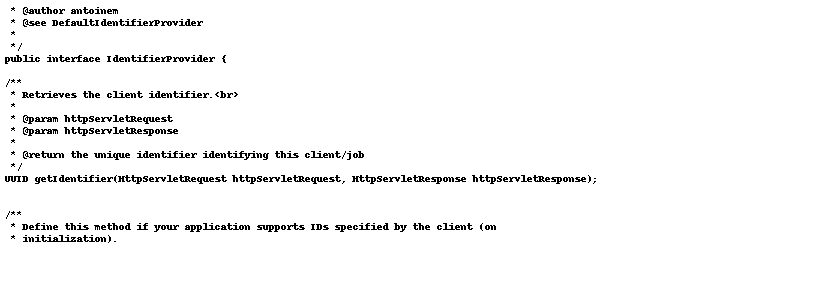 * @author antoinem
* @see DefaultIdentifierProvider
*
*/
public interface IdentifierProvider {
/**
* Retrieves the client identifier.<br>
*
* @param httpServletRequest
* @param httpServletResponse
*
* @return the unique identifier identifying this client/job
*/
UUID getIdentifier(HttpServletRequest httpServletRequest, HttpServletResponse httpServletResponse);
/**
* Define this method if your application supports IDs specified by the client (on
* initialization).